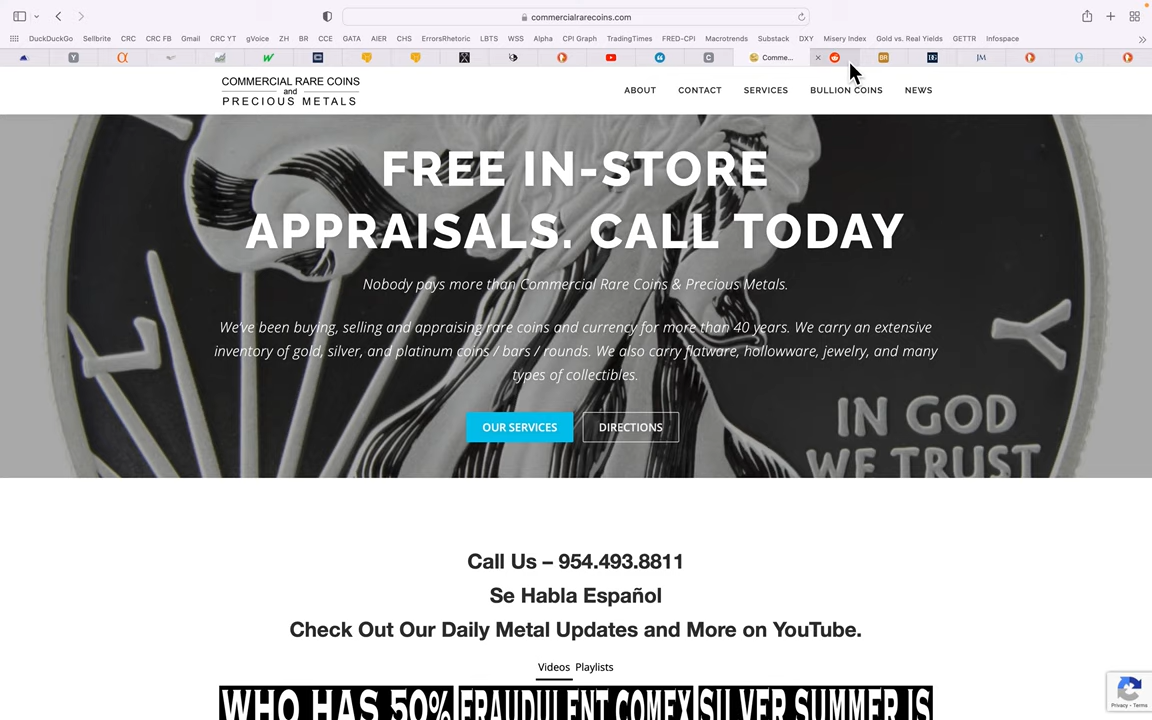 commercialrarecoins.com
DuckDuckGo Sellbrite CRC CRC FB Gmail CRC YT gVoice ZH BR CCE GATA AIER CHS ErrorsRhetoric LBTS WSS Alpha CPI Graph TradingTimes FRED-CPI Macrotrends Substack DXY Misery Index Gold vs. Real Yields GETTR Infospace
Comme...
COMMERCIAL RARE COINS
and
PRECIOUS METALS
ABOUT CONTACT SERVICES BULLION COINS NEWS
FREE IN-STORE
APPRAISALS. CALL TODAY
Nobody pays more than Commercial Rare Coins & Precious Metals.
We've been buying, selling and appraising rare coins and currency for more than 40 years. We carry an extensive
inventory of gold, silver, and platinum coins / bars / rounds. We also carry flatware, hollowware, jewelry, and many
types of collectibles.
OUR SERVICES DIRECTIONS
L Y
IN GOD
WE TRUST
Call Us – 954.493.8811
Se Habla Español
Check Out Our Daily Metal Updates and More on YouTube.
Videos Playlists
WHO HAS 50% FRAUDULENT COMEX SILVER SUMMER IS
Privacy - Terms